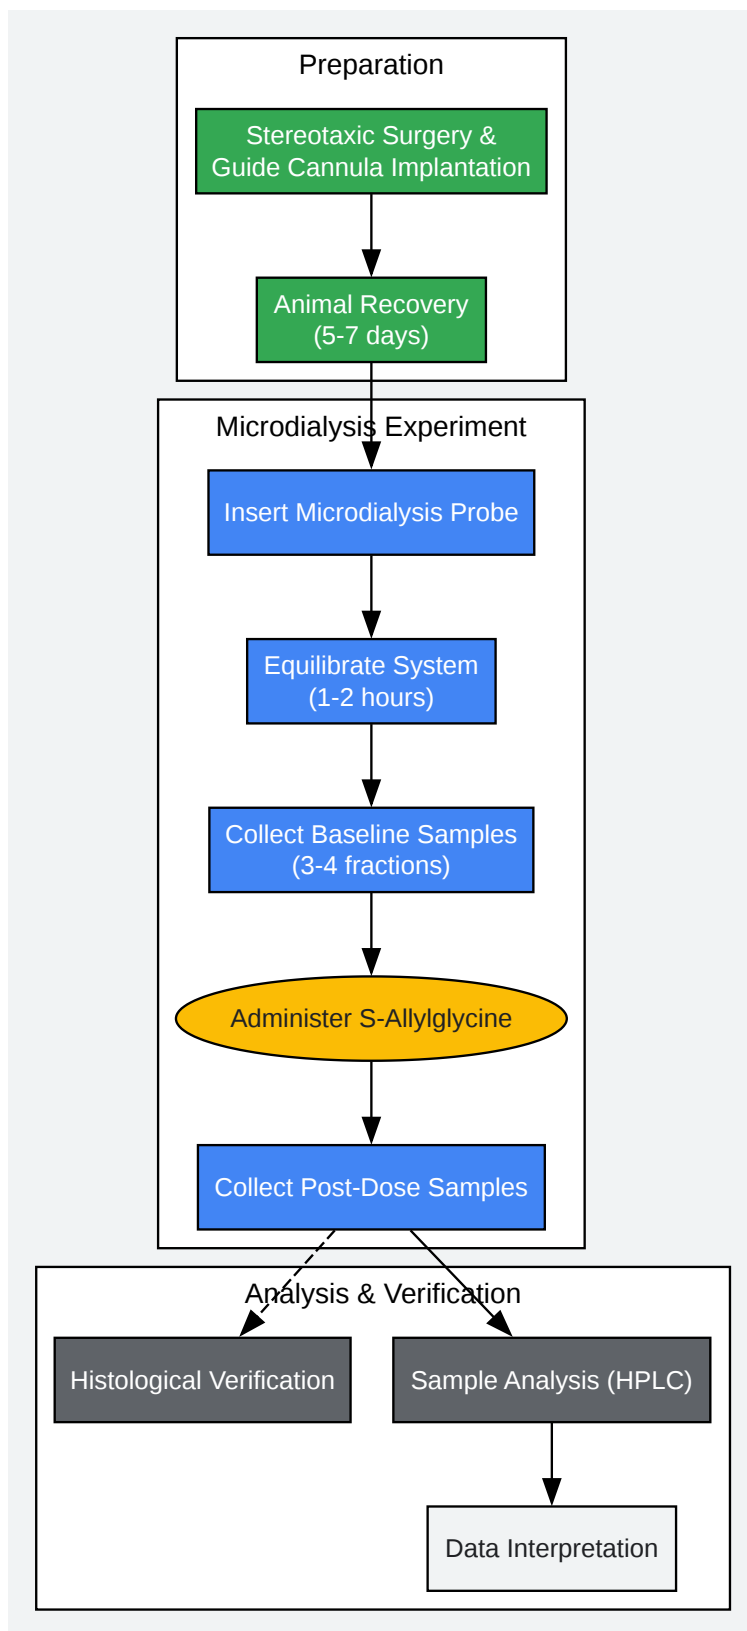 Preparation
Stereotaxic Surgery &
Guide Cannula Implantation
Animal Recovery
(5-7 days)
Microdialysis Experiment
Insert Microdialysis Probe
Equilibrate System
(1-2 hours)
Collect Baseline Samples
(3-4 fractions)
Administer S-Allylglycine
Collect Post-Dose Samples
Analysis & Verification
Histological Verification
Sample Analysis (HPLC)
Data Interpretation